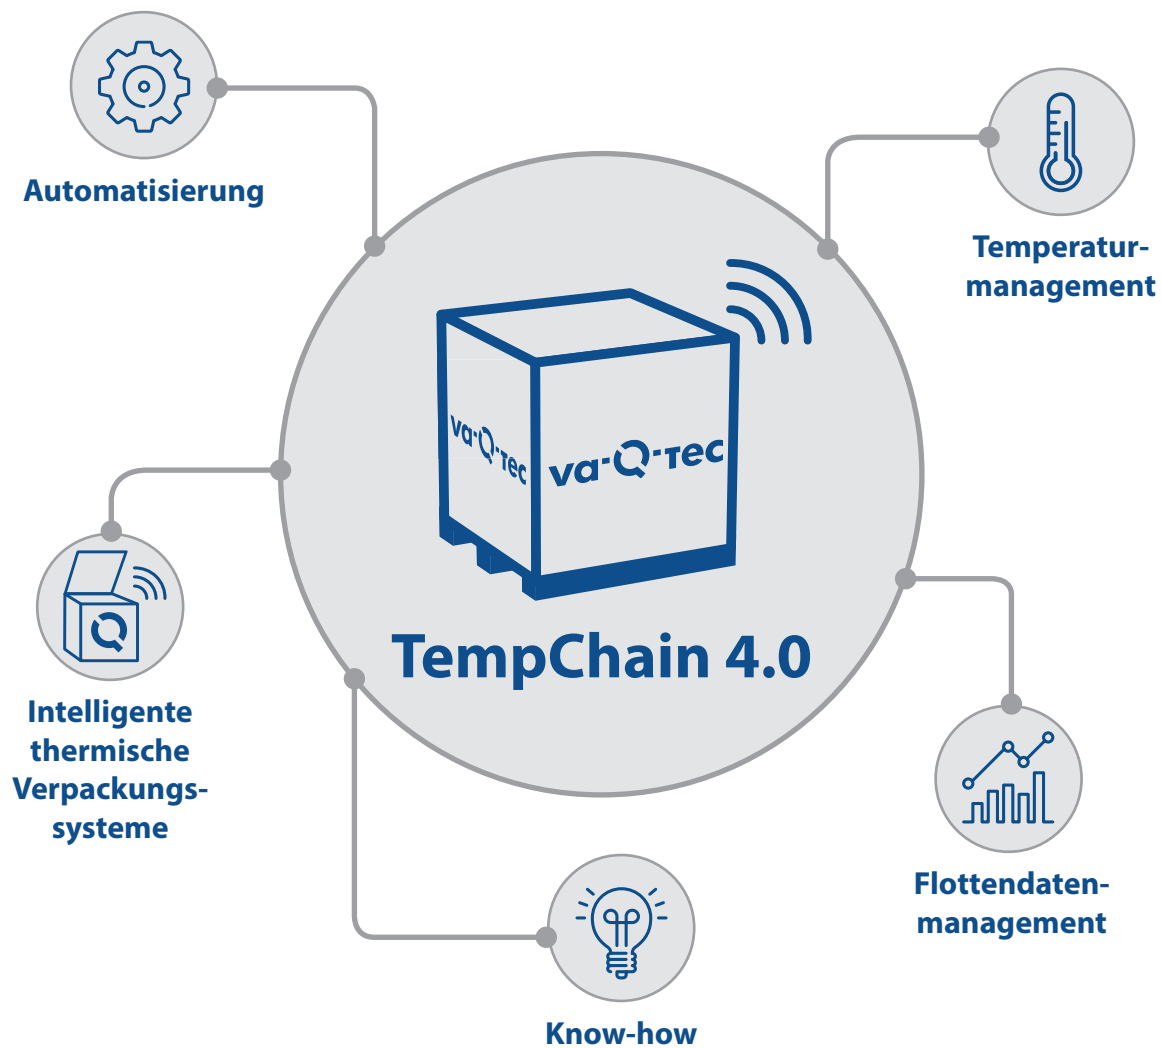 Automatisierung
Temperatur-
management
va-Q-tec
va-Q-tec
TempChain 4.0
Intelligente
thermische
Verpackungs-
systeme
Flottendaten-
management
Know-how